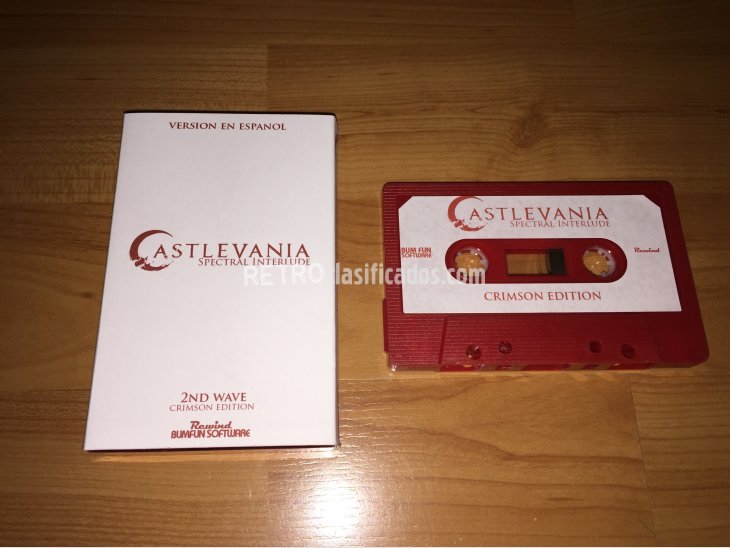 VERSION EN ESPANOL
CASTLEVANIA
SPECTRAL INTERLUDE
2ND WAVE
CRIMSON EDITION
Rewind
BUMFUN SOFTWARE
CASTLEVANIA
SPECTRAL INTERLUDE
BUM FUN
SOFTWARE
Rewind
CRIMSON EDITION
RETROclasificados.com